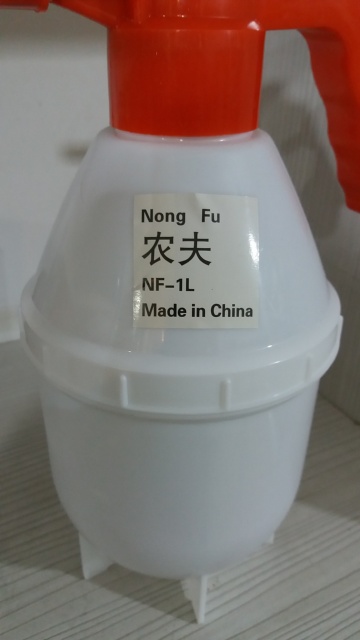 Nong Fu
农夫
NF-1L
Made in China